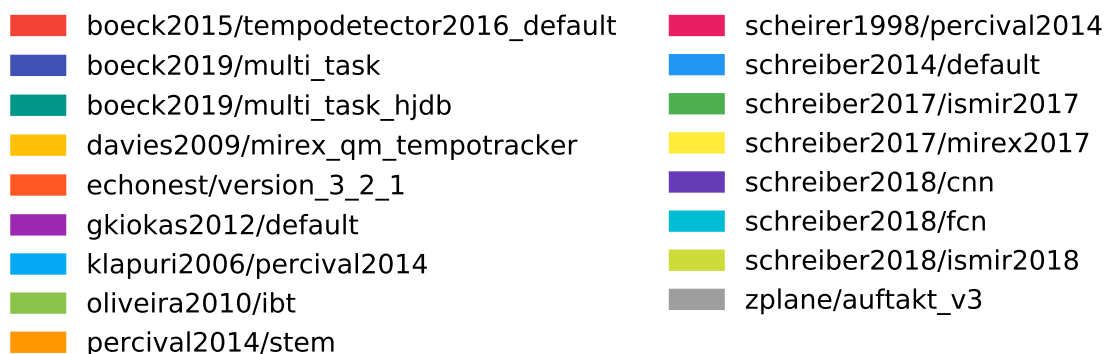 boeck2015/tempodetector2016_default
boeck2019/multi_task
boeck2019/multi_task_hjdb
davies2009/mirex_qm_tempotracker
echonest/version_3_2_1
gkiokas2012/default
klapuri2006/percival2014
oliveira2010/ibt
percival2014/stem
scheirer1998/percival2014
schreiber2014/default
schreiber2017/ismir2017
schreiber2017/mirex2017
schreiber2018/cnn
schreiber2018/fcn
schreiber2018/ismir2018
zplane/auftakt_v3